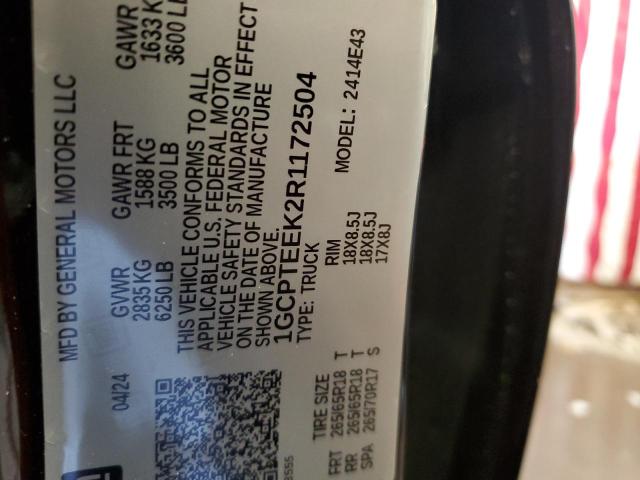 MFD BY GENERAL MOTORS LLC
04/24 GVWR GAWR FRT GAWR
2835 KG 1588 KG 1633 K
6250 LB 3500 LB 3600 LB
THIS VEHICLE CONFORMS TO ALL
APPLICABLE U.S. FEDERAL MOTOR
VEHICLE SAFETY STANDARDS IN EFFECT
ON THE DATE OF MANUFACTURE
SHOWN ABOVE.
1GCPTEEK2R1172504
TYPE: TRUCK MODEL: 2414E43
TIRE SIZE RIM
FRT 265/65R18 T 18X8.5J
RR 265/65R18 T 18X8.5J
SPA 265/70R17 S 17X8J